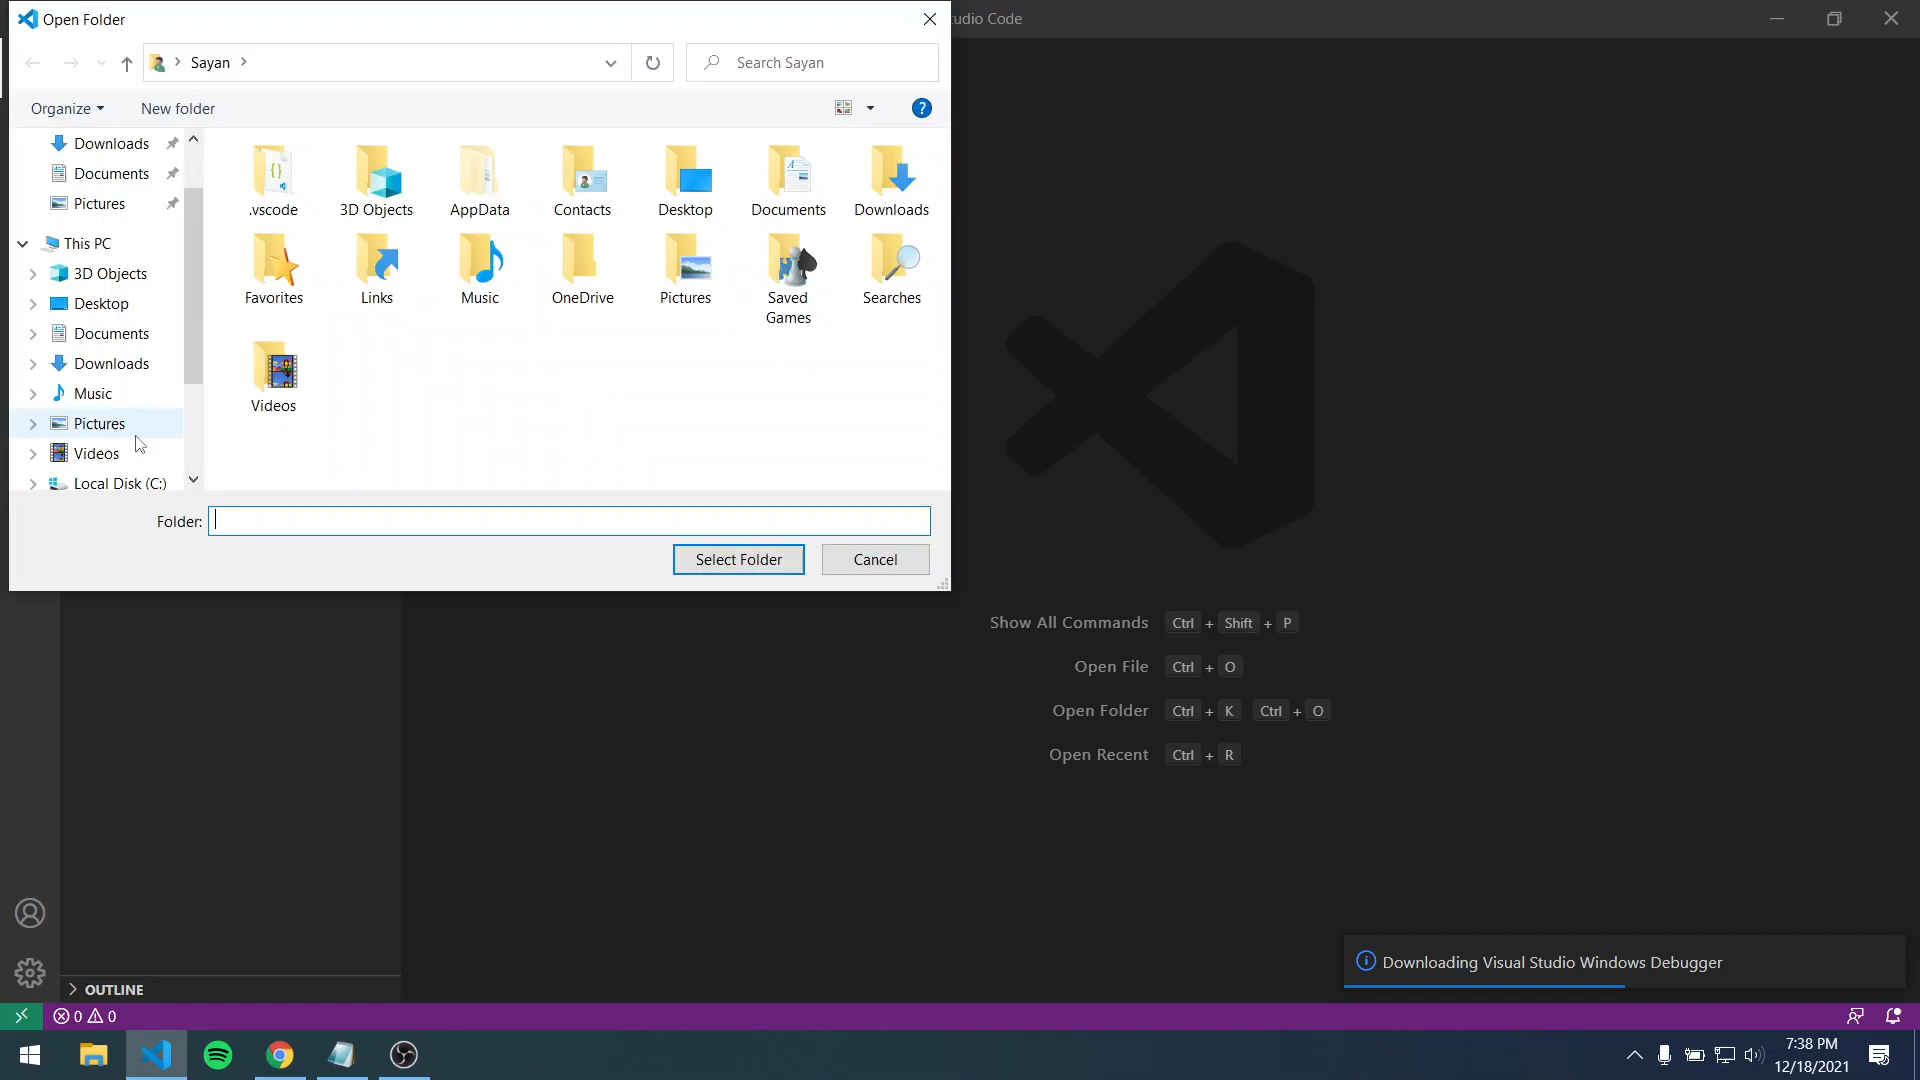 Open Folder
tudio Code
Sayan
Search Sayan
Organize
New folder
Downloads
Documents
Pictures
This PC
3D Objects
Desktop
Documents
Downloads
Music
Pictures
Videos
Local Disk (C:)
.vscode
3D Objects
AppData
Contacts
Desktop
Documents
Downloads
Favorites
Links
Music
OneDrive
Pictures
Saved
Games
Searches
Videos
Folder:
Select Folder
Cancel
Show All Commands Ctrl + Shift + P
Open File Ctrl + O
Open Folder Ctrl + K Ctrl + O
Open Recent Ctrl + R
Downloading Visual Studio Windows Debugger
OUTLINE
0 0
7:38 PM
12/18/2021